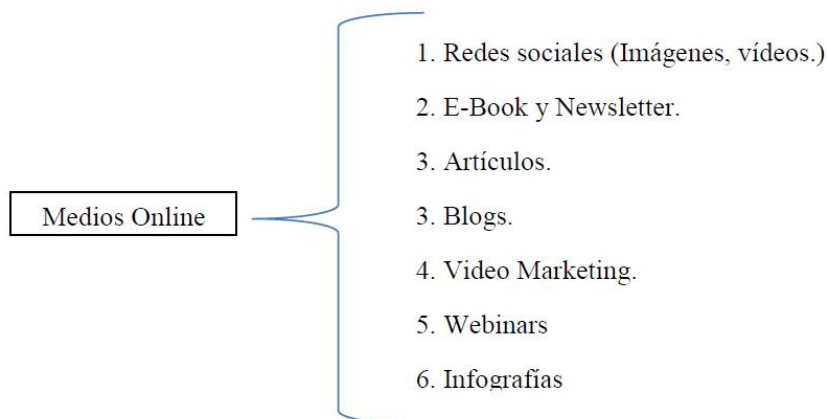 Medios Online
1. Redes sociales (Imágenes, vídeos.)
2. E-Book y Newsletter.
3. Artículos.
3. Blogs.
4. Video Marketing.
5. Webinars
6. Infografías